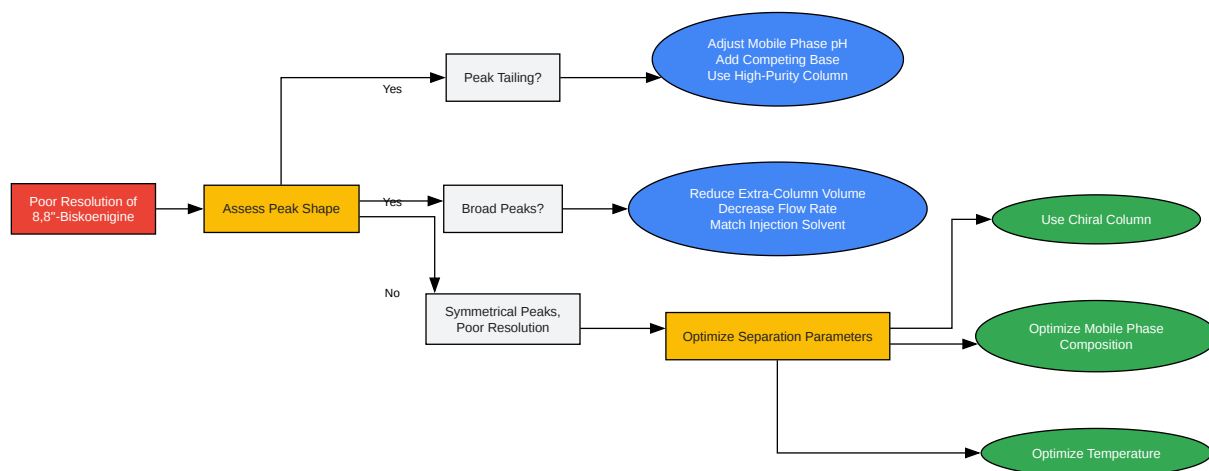 Poor Resolution of
8,8"-Biskoenigine
Assess Peak Shape
Yes
Peak Tailing?
Adjust Mobile Phase pH
Add Competing Base
Use High-Purity Column
Yes
Broad Peaks?
Reduce Extra-Column Volume
Decrease Flow Rate
Match Injection Solvent
No
Symmetrical Peaks,
Poor Resolution
Optimize Separation Parameters
Use Chiral Column
Optimize Mobile Phase
Composition
Optimize Temperature